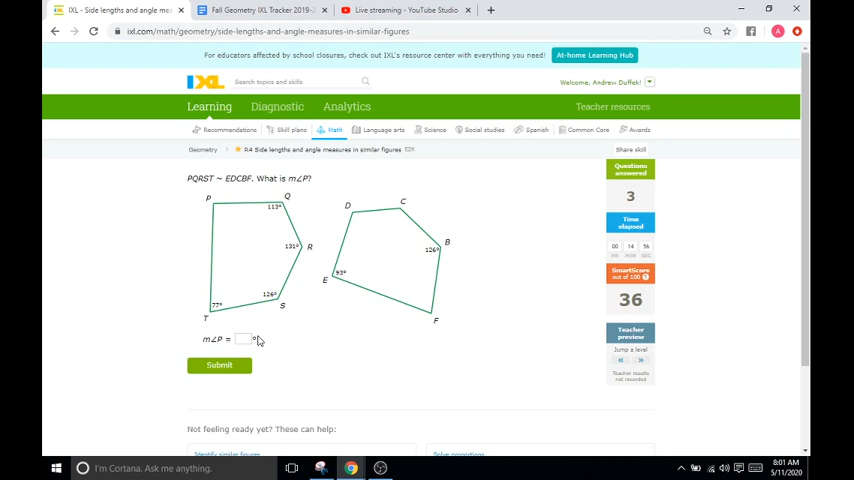 IXL - Side lengths and angle me
Fall Geometry IXL Tracker 2019-2
Live streaming - YouTube Studio
ixl.com/math/geometry/side-lengths-and-angle-measures-in-similar-figures
For educators affected by school closures, check out IXL's resource center with everything you need!
At-home Learning Hub
IXL
Search topics and skills
Welcome, Andrew Duffek!
Learning
Diagnostic
Analytics
Teacher resources
Recommendations
Skill plans
Math
Language arts
Science
Social studies
Spanish
Common Core
Awards
Geometry
R.4 Side lengths and angle measures in similar figures
Share skill
PQRST ~ EDCBF. What is m∠P?
P
Q
113°
131°
R
126°
S
77°
T
D
C
B
126°
93°
E
F
m∠P = °
Submit
Questions
answered
3
Time
elapsed
00 14 56
HR MIN SEC
SmartScore
out of 100
36
Teacher
preview
Jump a level
Teacher results
not recorded
Not feeling ready yet? These can help:
Identify similar figures
Solve proportions
I'm Cortana. Ask me anything.
8:01 AM
5/11/2020